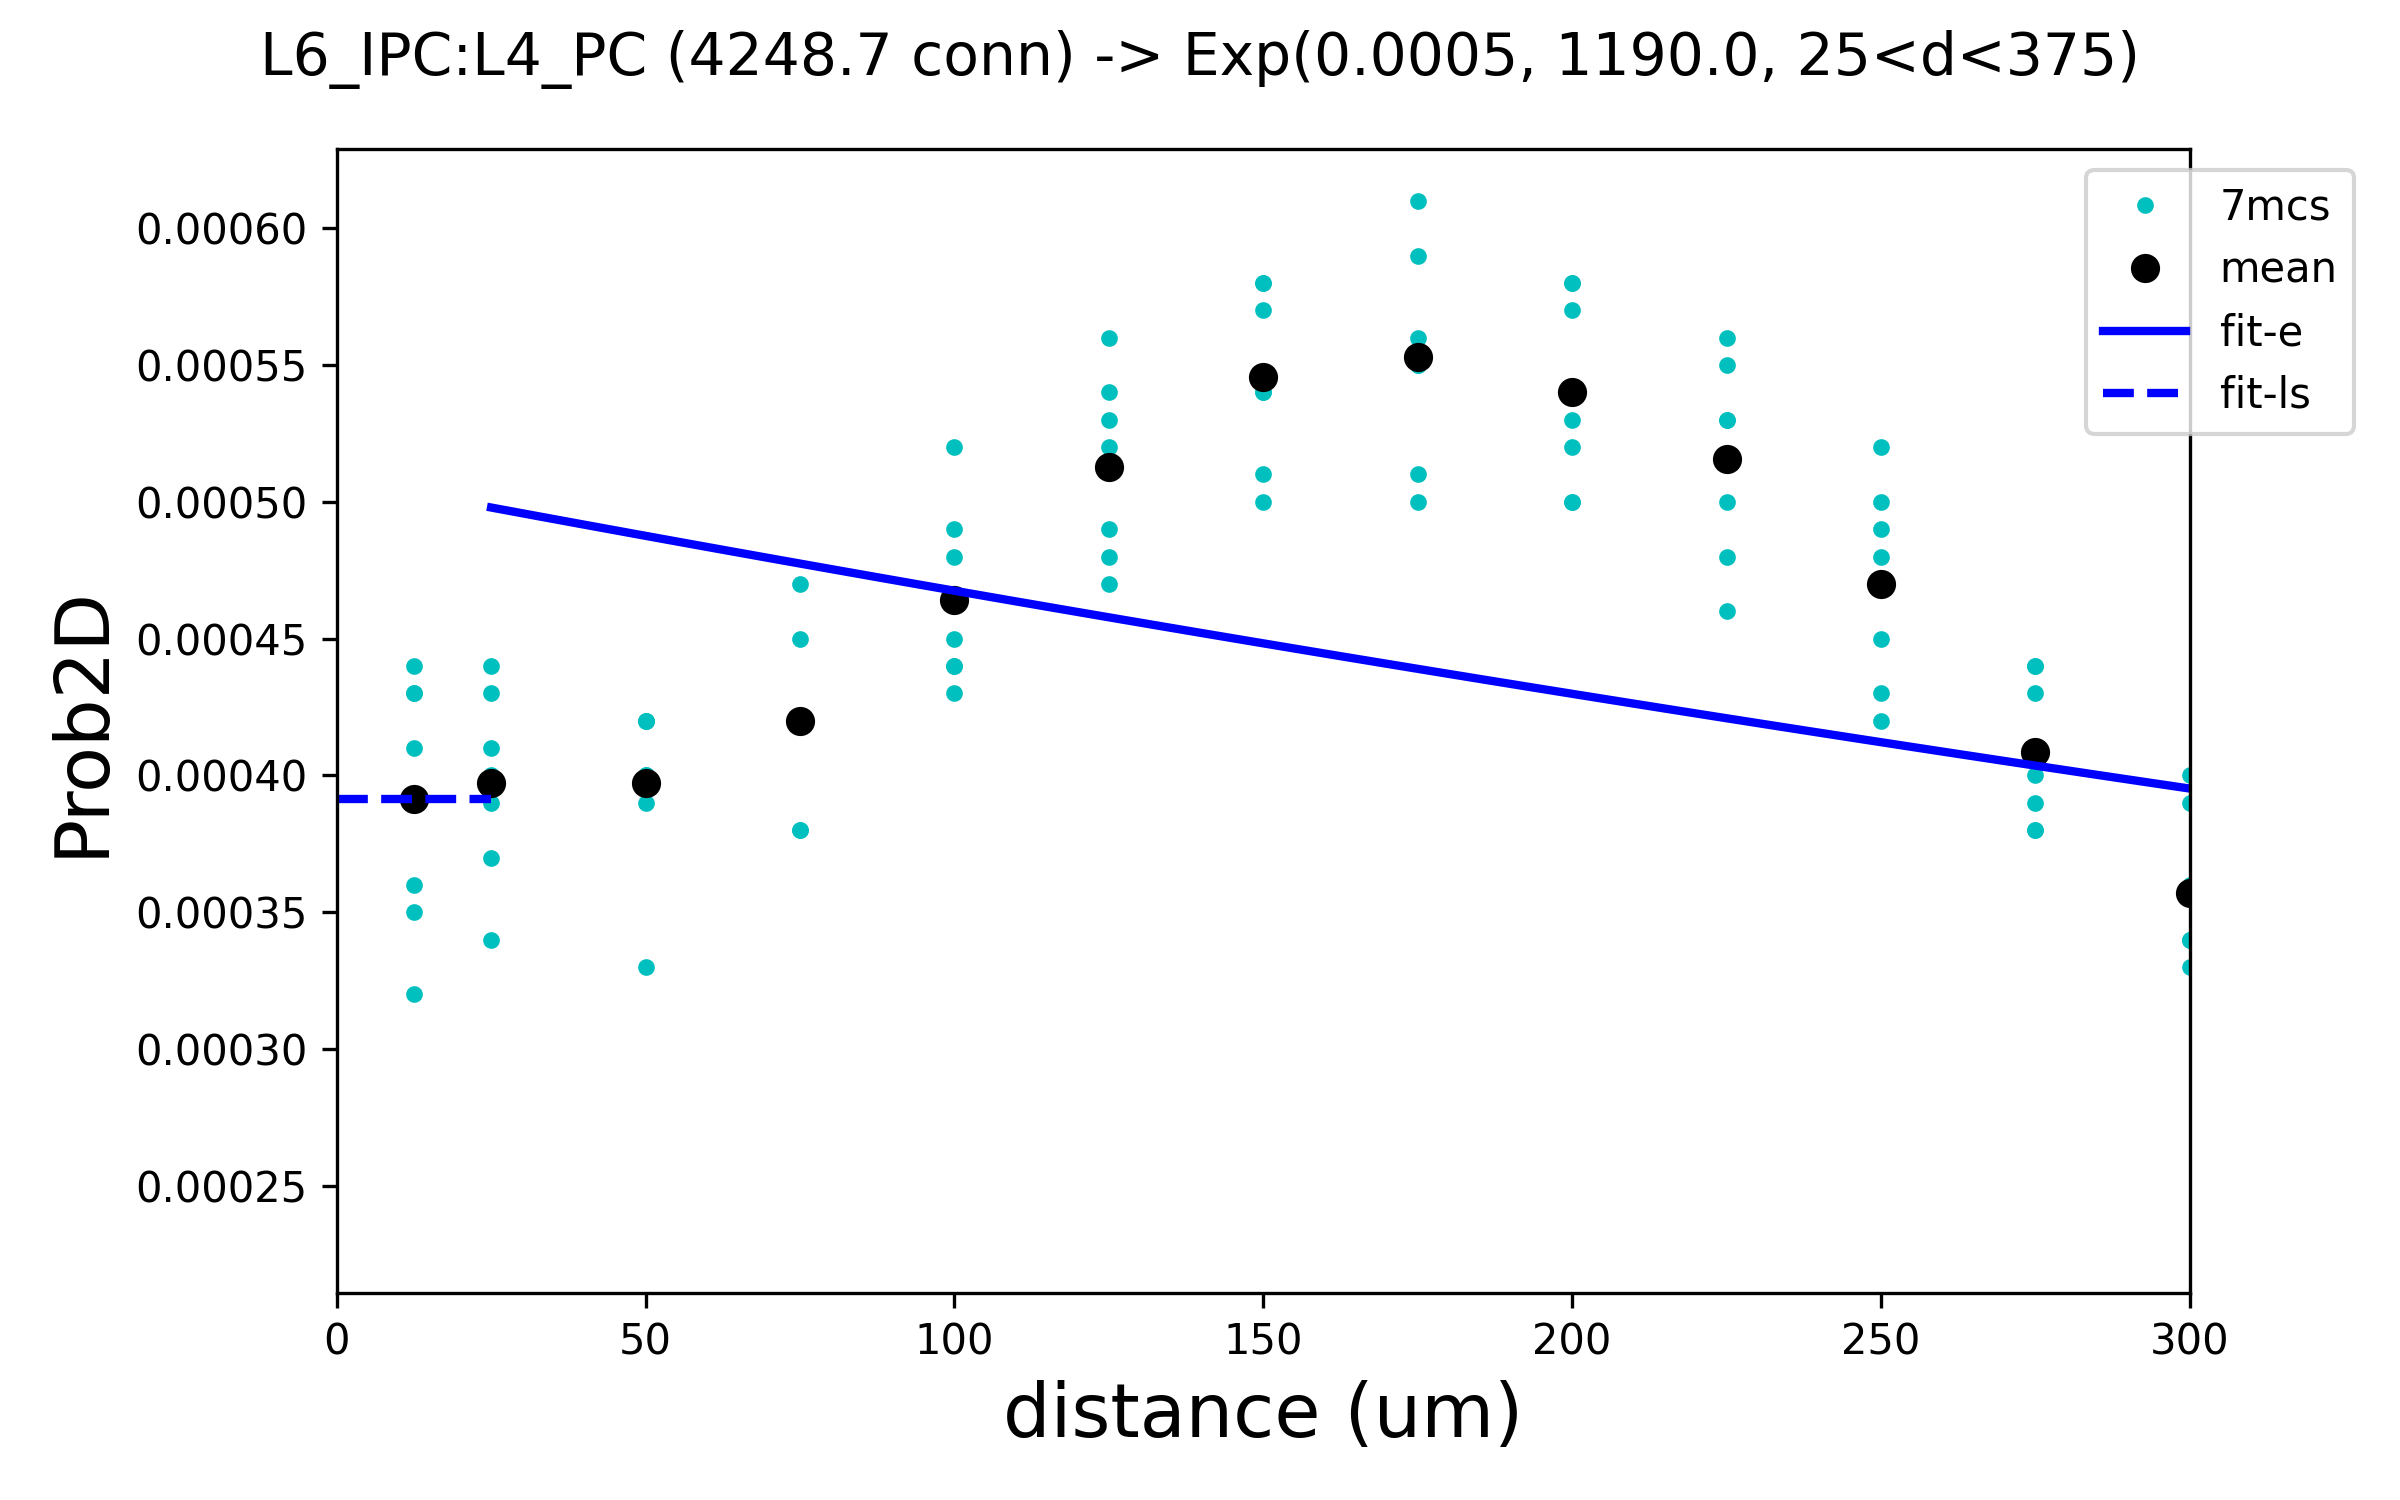 L6_IPC:L4_PC (4248.7 conn) -> Exp(0.0005, 1190.0, 25<d<375)
7mcs
mean
fit-e
fit-ls
0.00060
0.00055
0.00050
0.00045
0.00040
0.00035
0.00030
0.00025
Prob2D
0 50 100 150 200 250 300
distance (um)